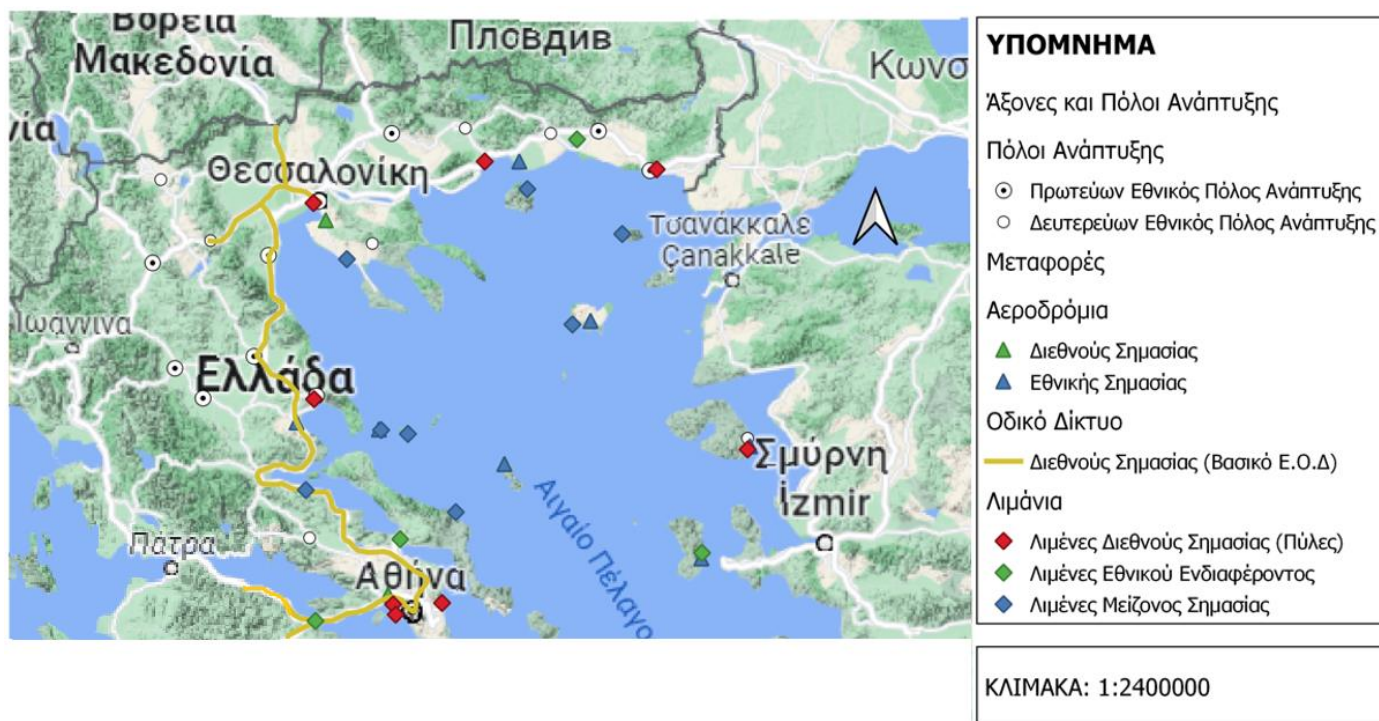 Βόρεια
Μακεδονία
Пловдив
Κωνσ
νία
Θεσσαλονίκη
Τσανάκκαλε
Çanakkale
Ιωάννινα
Ελλάδα
Σμύρνη
İzmir
Αιγαίο Πέλαγο
Πάτρα
Αθήνα
ΥΠΟΜΝΗΜΑ
Άξονες και Πόλοι Ανάπτυξης
Πόλοι Ανάπτυξης
Πρωτεύων Εθνικός Πόλος Ανάπτυξης
Δευτερεύων Εθνικός Πόλος Ανάπτυξης
Μεταφορές
Αεροδρόμια
Διεθνούς Σημασίας
Εθνικής Σημασίας
Οδικό Δίκτυο
Διεθνούς Σημασίας (Βασικό Ε.Ο.Δ)
Λιμάνια
Λιμένες Διεθνούς Σημασίας (Πύλες)
Λιμένες Εθνικού Ενδιαφέροντος
Λιμένες Μείζονος Σημασίας
ΚΛΙΜΑΚΑ: 1:2400000